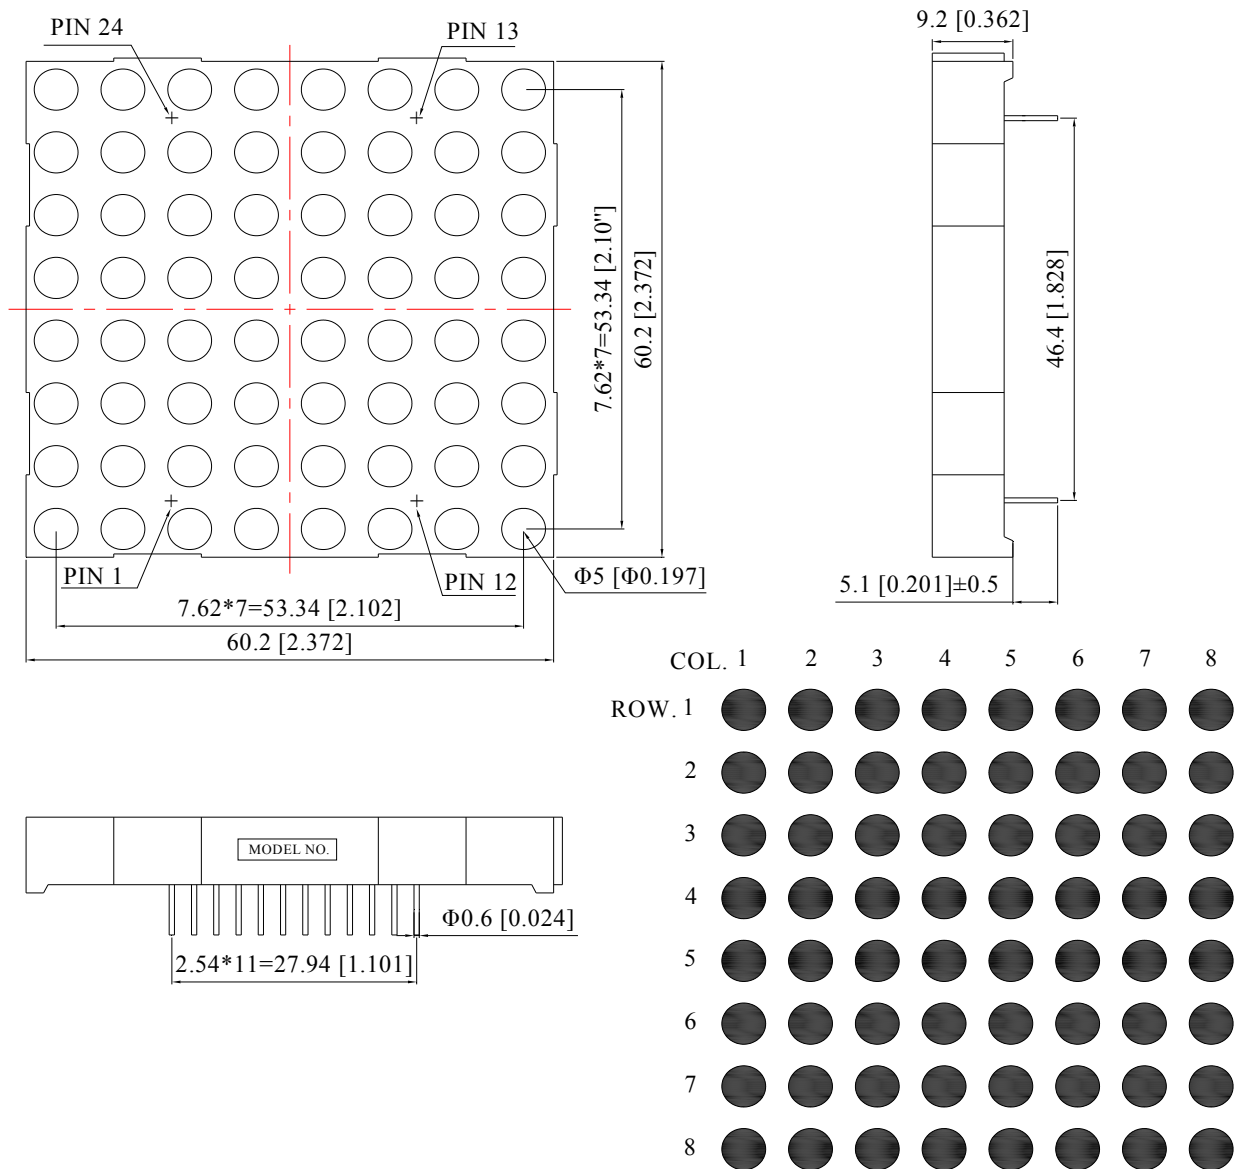 PIN 24
PIN 13
9.2 [0.362]
7.62*7=53.34 [2.10"]
60.2 [2.372]
46.4 [1.828]
PIN 1
PIN 12
Φ5 [Φ0.197]
5.1 [0.201]±0.5
7.62*7=53.34 [2.102]
60.2 [2.372]
COL. 1 2 3 4 5 6 7 8
ROW. 1
2
3
MODEL NO.
4
Φ0.6 [0.024]
5
2.54*11=27.94 [1.101]
6
7
8